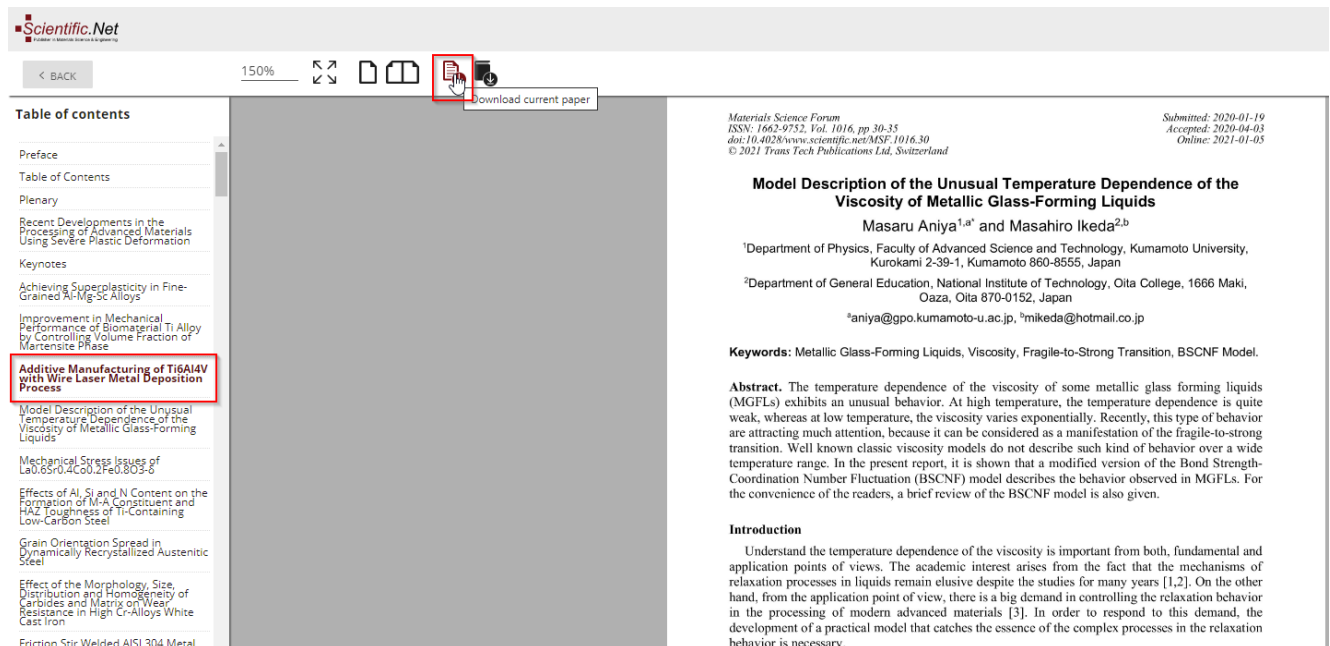 Scientific.Net
Publisher in Materials Science & Engineering
< BACK
150%
Download current paper
Table of contents
Preface
Table of Contents
Plenary
Recent Developments in the
Processing of Advanced Materials
Using Severe Plastic Deformation
Keynotes
Achieving Superplasticity in Fine-
Grained Al-Mg-Sc Alloys
Improvement in Mechanical
Performance of Biomaterial Ti Alloy
by Controlling Volume Fraction of
Martensite Phase
Additive Manufacturing of Ti6Al4V
with Wire Laser Metal Deposition
Process
Model Description of the Unusual
Temperature Dependence of the
Viscosity of Metallic Glass-Forming
Liquids
Mechanical Stress Issues of
La0.6Sr0.4Co0.2Fe0.8O3-δ
Effects of Al, Si and N Content on the
Formation of M-A Constituent and
HAZ Toughness of Ti-Containing
Low-Carbon Steel
Grain Orientation Spread in
Dynamically Recrystallized Austenitic
Steel
Effect of the Morphology, Size,
Distribution and Homogeneity of
Carbides and Matrix on Wear
Resistance in High Cr-Alloys White
Cast Iron
Friction Stir Welded AISI 304 Metal
Materials Science Forum
ISSN: 1662-9752, Vol. 1016, pp 30-35
doi:10.4028/www.scientific.net/MSF.1016.30
© 2021 Trans Tech Publications Ltd, Switzerland
Submitted: 2020-01-19
Accepted: 2020-04-03
Online: 2021-01-05
Model Description of the Unusual Temperature Dependence of the
Viscosity of Metallic Glass-Forming Liquids
Masaru Aniya1,a* and Masahiro Ikeda2,b
1Department of Physics, Faculty of Advanced Science and Technology, Kumamoto University,
Kurokami 2-39-1, Kumamoto 860-8555, Japan
2Department of General Education, National Institute of Technology, Oita College, 1666 Maki,
Oaza, Oita 870-0152, Japan
aaniya@gpo.kumamoto-u.ac.jp, bmikeda@hotmail.co.jp
Keywords: Metallic Glass-Forming Liquids, Viscosity, Fragile-to-Strong Transition, BSCNF Model.
Abstract. The temperature dependence of the viscosity of some metallic glass forming liquids
(MGFLs) exhibits an unusual behavior. At high temperature, the temperature dependence is quite
weak, whereas at low temperature, the viscosity varies exponentially. Recently, this type of behavior
are attracting much attention, because it can be considered as a manifestation of the fragile-to-strong
transition. Well known classic viscosity models do not describe such kind of behavior over a wide
temperature range. In the present report, it is shown that a modified version of the Bond Strength-
Coordination Number Fluctuation (BSCNF) model describes the behavior observed in MGFLs. For
the convenience of the readers, a brief review of the BSCNF model is also given.
Introduction
Understand the temperature dependence of the viscosity is important from both, fundamental and
application points of views. The academic interest arises from the fact that the mechanisms of
relaxation processes in liquids remain elusive despite the studies for many years [1,2]. On the other
hand, from the application point of view, there is a big demand in controlling the relaxation behavior
in the processing of modern advanced materials [3]. In order to respond to this demand, the
development of a practical model that catches the essence of the complex processes in the relaxation
behavior is necessary.